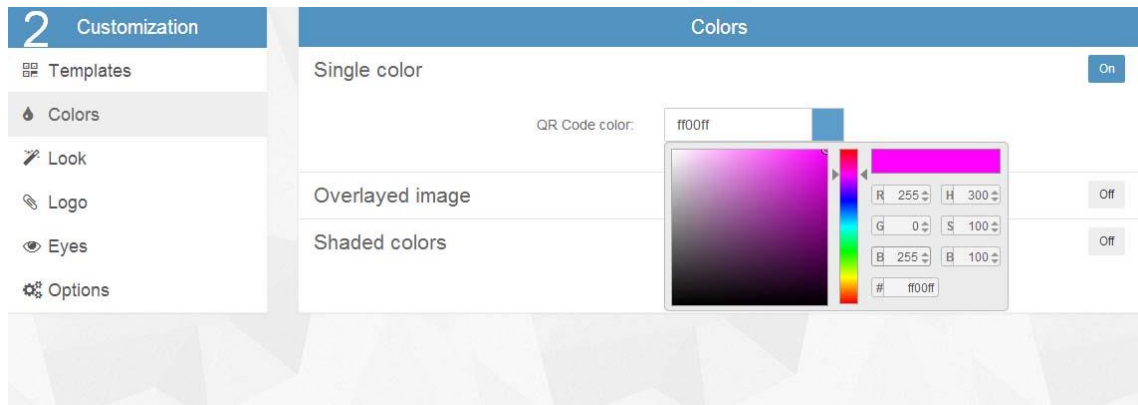 2 Customization
Templates
Colors
Look
Logo
Eyes
Options
Colors
Single color On
QR Code color: ff00ff
R 255 H 300
G 0 S 100
B 255 B 100
# ff00ff
Overlayed image Off
Shaded colors Off